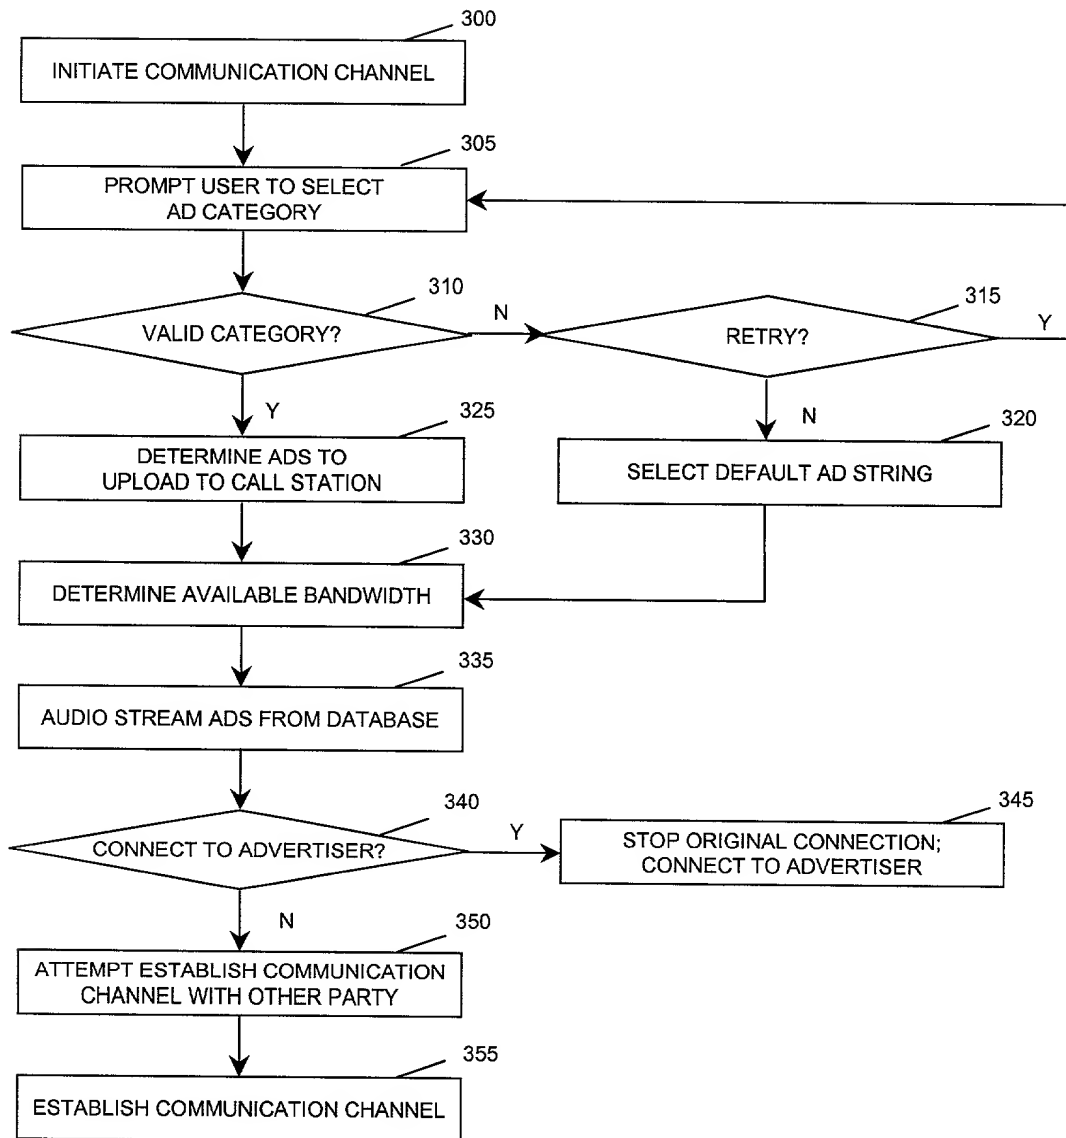 300
INITIATE COMMUNICATION CHANNEL
305
PROMPT USER TO SELECT
AD CATEGORY
310
VALID CATEGORY?
N
315
RETRY?
Y
Y
N
325
DETERMINE ADS TO
UPLOAD TO CALL STATION
320
SELECT DEFAULT AD STRING
330
DETERMINE AVAILABLE BANDWIDTH
335
AUDIO STREAM ADS FROM DATABASE
340
CONNECT TO ADVERTISER?
Y
345
STOP ORIGINAL CONNECTION;
CONNECT TO ADVERTISER
N
350
ATTEMPT ESTABLISH COMMUNICATION
CHANNEL WITH OTHER PARTY
355
ESTABLISH COMMUNICATION CHANNEL